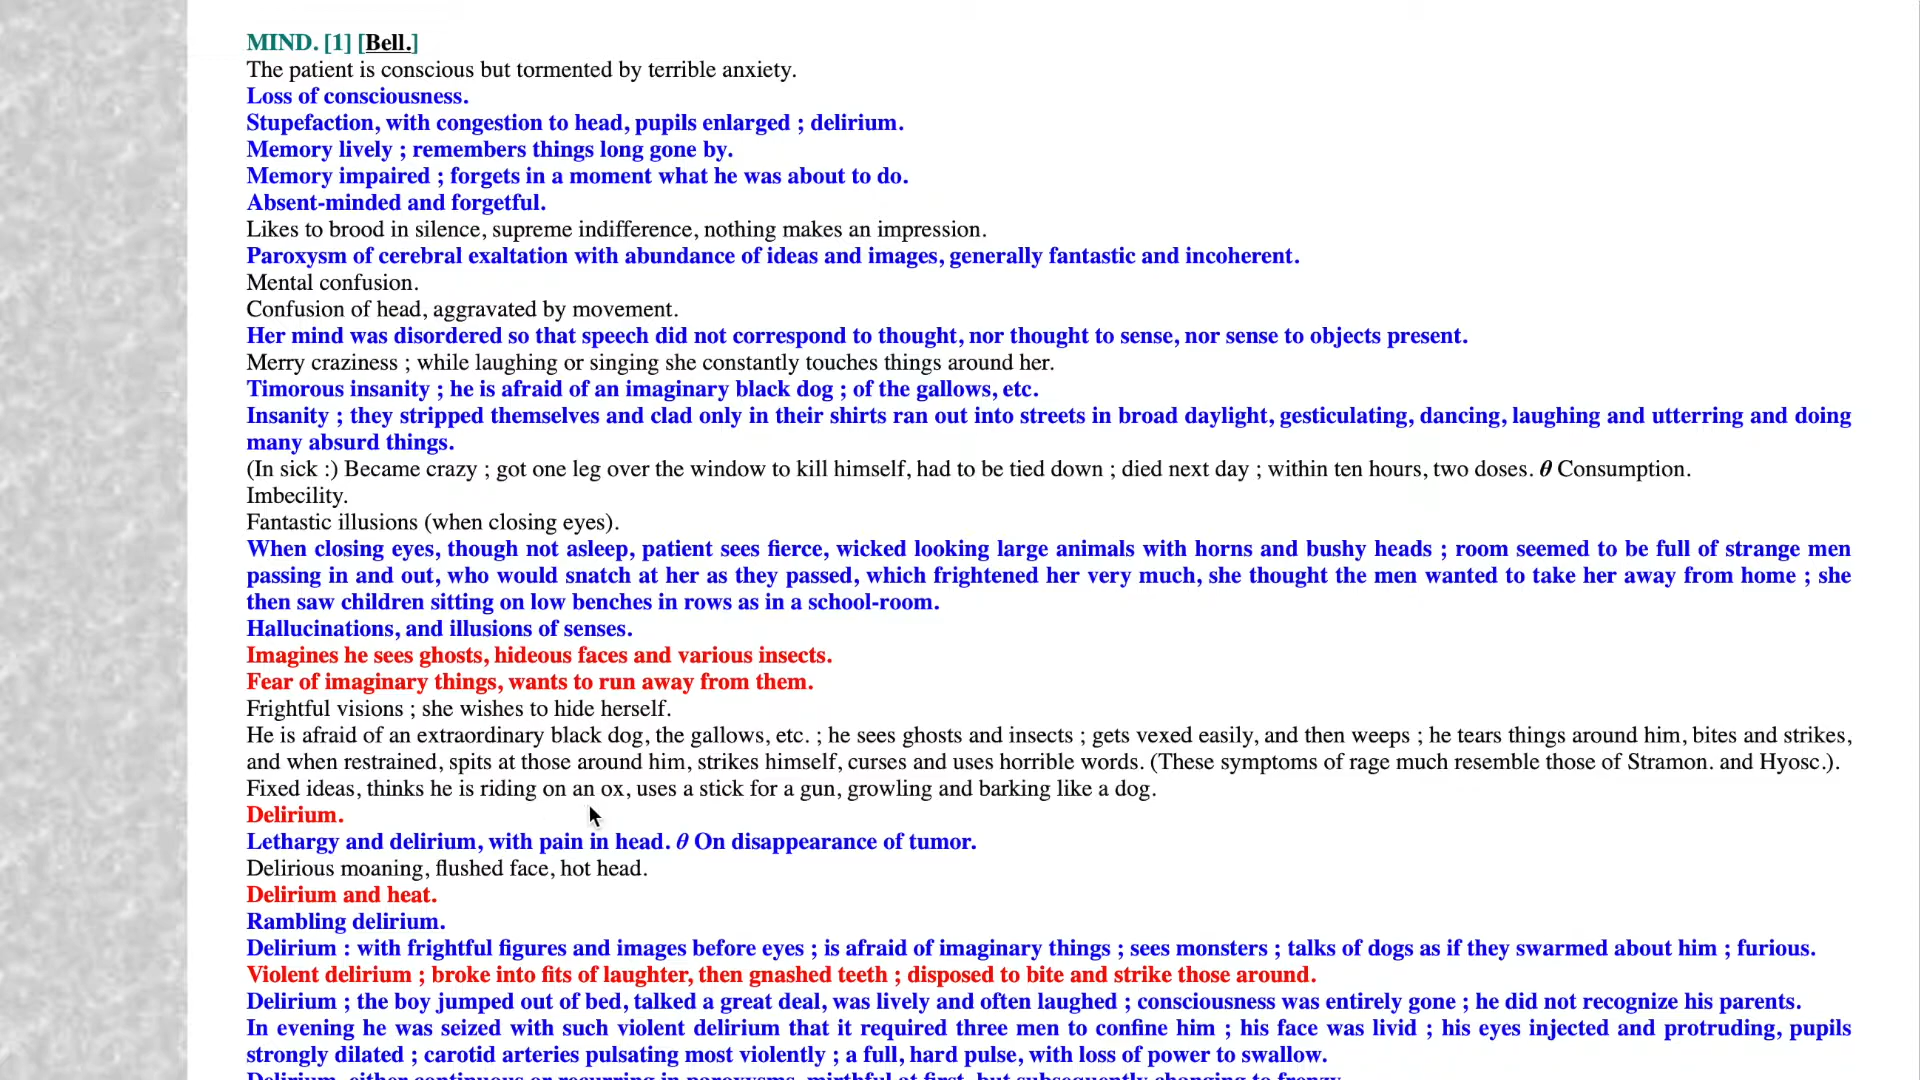 MIND. [1] [Bell.]
The patient is conscious but tormented by terrible anxiety.
Loss of consciousness.
Stupefaction, with congestion to head, pupils enlarged ; delirium.
Memory lively ; remembers things long gone by.
Memory impaired ; forgets in a moment what he was about to do.
Absent-minded and forgetful.
Likes to brood in silence, supreme indifference, nothing makes an impression.
Paroxysm of cerebral exaltation with abundance of ideas and images, generally fantastic and incoherent.
Mental confusion.
Confusion of head, aggravated by movement.
Her mind was disordered so that speech did not correspond to thought, nor thought to sense, nor sense to objects present.
Merry craziness ; while laughing or singing she constantly touches things around her.
Timorous insanity ; he is afraid of an imaginary black dog ; of the gallows, etc.
Insanity ; they stripped themselves and clad only in their shirts ran out into streets in broad daylight, gesticulating, dancing, laughing and utterring and doing
many absurd things.
(In sick :) Became crazy ; got one leg over the window to kill himself, had to be tied down ; died next day ; within ten hours, two doses. θ Consumption.
Imbecility.
Fantastic illusions (when closing eyes).
When closing eyes, though not asleep, patient sees fierce, wicked looking large animals with horns and bushy heads ; room seemed to be full of strange men
passing in and out, who would snatch at her as they passed, which frightened her very much, she thought the men wanted to take her away from home ; she
then saw children sitting on low benches in rows as in a school-room.
Hallucinations, and illusions of senses.
Imagines he sees ghosts, hideous faces and various insects.
Fear of imaginary things, wants to run away from them.
Frightful visions ; she wishes to hide herself.
He is afraid of an extraordinary black dog, the gallows, etc. ; he sees ghosts and insects ; gets vexed easily, and then weeps ; he tears things around him, bites and strikes,
and when restrained, spits at those around him, strikes himself, curses and uses horrible words. (These symptoms of rage much resemble those of Stramon. and Hyosc.).
Fixed ideas, thinks he is riding on an ox, uses a stick for a gun, growling and barking like a dog.
Delirium.
Lethargy and delirium, with pain in head. θ On disappearance of tumor.
Delirious moaning, flushed face, hot head.
Delirium and heat.
Rambling delirium.
Delirium : with frightful figures and images before eyes ; is afraid of imaginary things ; sees monsters ; talks of dogs as if they swarmed about him ; furious.
Violent delirium ; broke into fits of laughter, then gnashed teeth ; disposed to bite and strike those around.
Delirium ; the boy jumped out of bed, talked a great deal, was lively and often laughed ; consciousness was entirely gone ; he did not recognize his parents.
In evening he was seized with such violent delirium that it required three men to confine him ; his face was livid ; his eyes injected and protruding, pupils
strongly dilated ; carotid arteries pulsating most violently ; a full, hard pulse, with loss of power to swallow.
Delirium, either continuous or recurring in paroxysms, mirthful at first, but subsequently changing to frenzy.